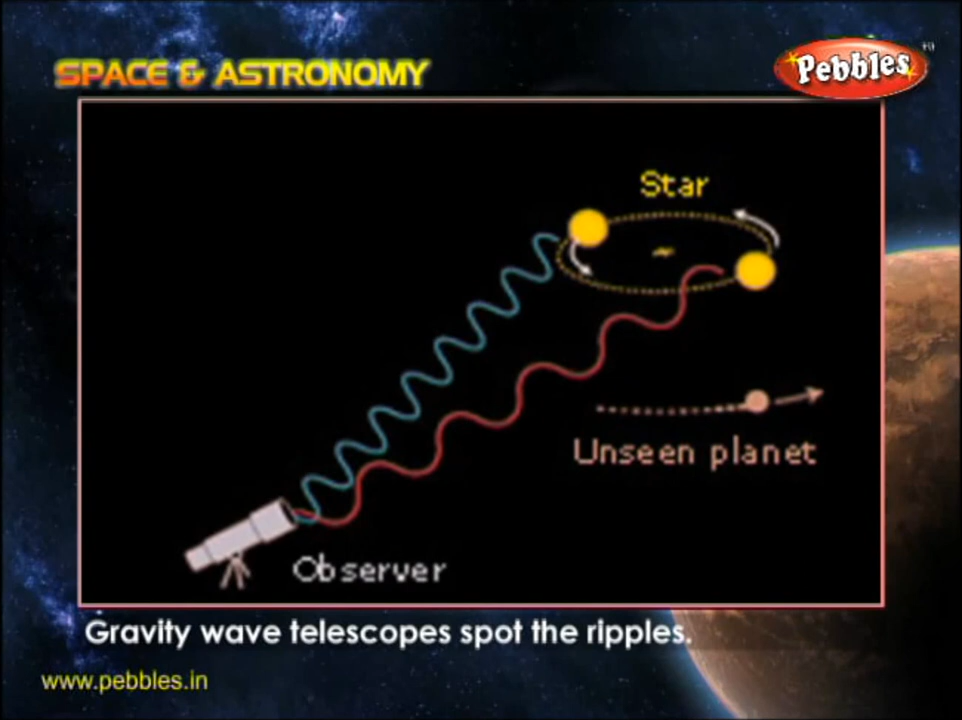 SPACE & ASTRONOMY
Pebbles
Star
Unseen planet
Observer
Gravity wave telescopes spot the ripples.
www.pebbles.in